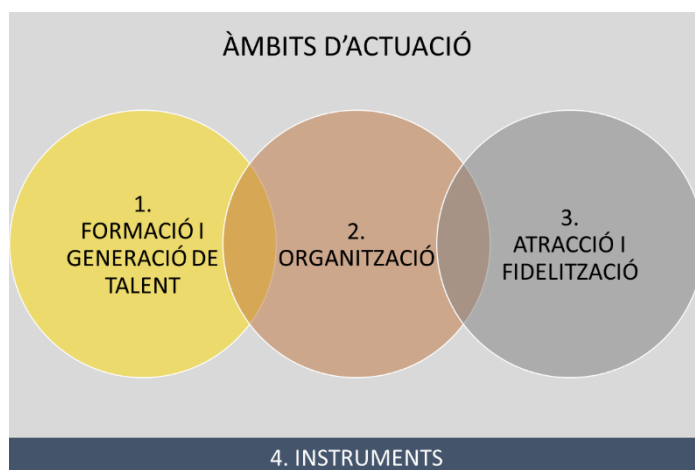 ÀMBITS D’ACTUACIÓ
1.
FORMACIÓ I
GENERACIÓ DE
TALENT
2.
ORGANITZACIÓ
3.
ATRACCIÓ I
FIDELITZACIÓ
4. INSTRUMENTS